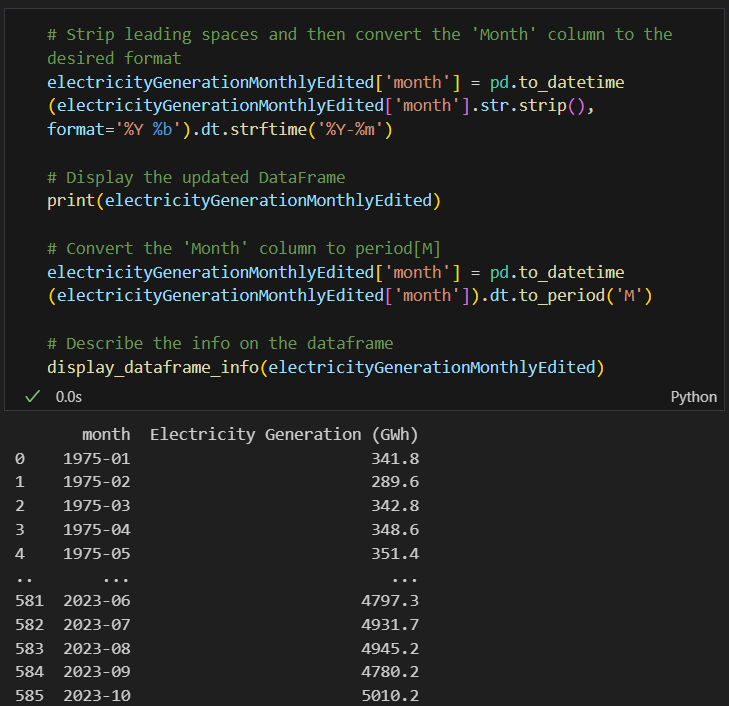 # Strip leading spaces and then convert the 'Month' column to the
desired format
electricityGenerationMonthlyEdited['month'] = pd.to_datetime
(electricityGenerationMonthlyEdited['month'].str.strip(),
format='%Y %b').dt.strftime('%Y-%m')
# Display the updated DataFrame
print(electricityGenerationMonthlyEdited)
# Convert the 'Month' column to period[M]
electricityGenerationMonthlyEdited['month'] = pd.to_datetime
(electricityGenerationMonthlyEdited['month']).dt.to_period('M')
# Describe the info on the dataframe
display_dataframe_info(electricityGenerationMonthlyEdited)
0.0s Python
month Electricity Generation (GWh)
0 1975-01 341.8
1 1975-02 289.6
2 1975-03 342.8
3 1975-04 348.6
4 1975-05 351.4
.. ... ...
581 2023-06 4797.3
582 2023-07 4931.7
583 2023-08 4945.2
584 2023-09 4780.2
585 2023-10 5010.2